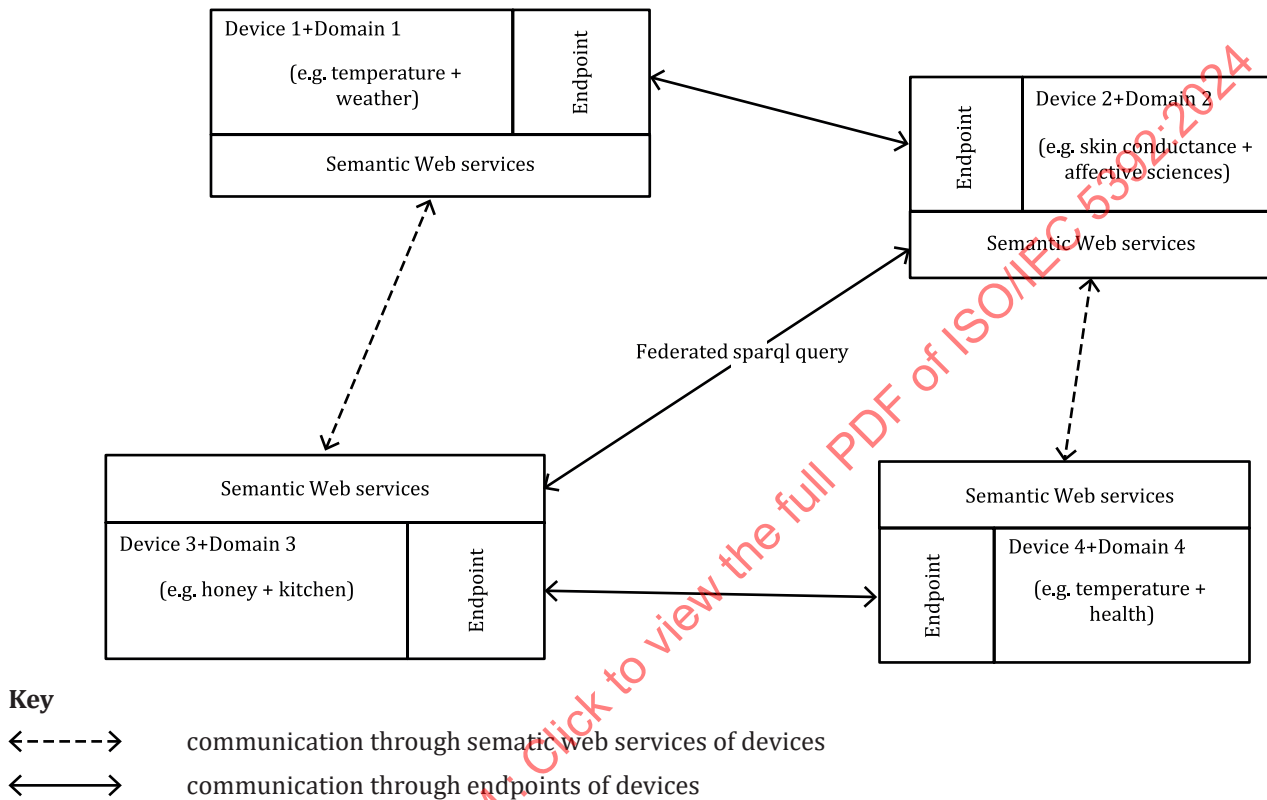 Device 1+Domain 1
(e.g. temperature +
weather)
Endpoint
Semantic Web services
Endpoint
Device 2+Domain 2
(e.g. skin conductance +
affective sciences)
Semantic Web services
Federated sparql query
Semantic Web services
Device 3+Domain 3
(e.g. honey + kitchen)
Endpoint
Semantic Web services
Endpoint
Device 4+Domain 4
(e.g. temperature +
health)
Key
communication through sematic web services of devices
communication through endpoints of devices
: Click to view the full PDF of ISO/IEC 5392:2024